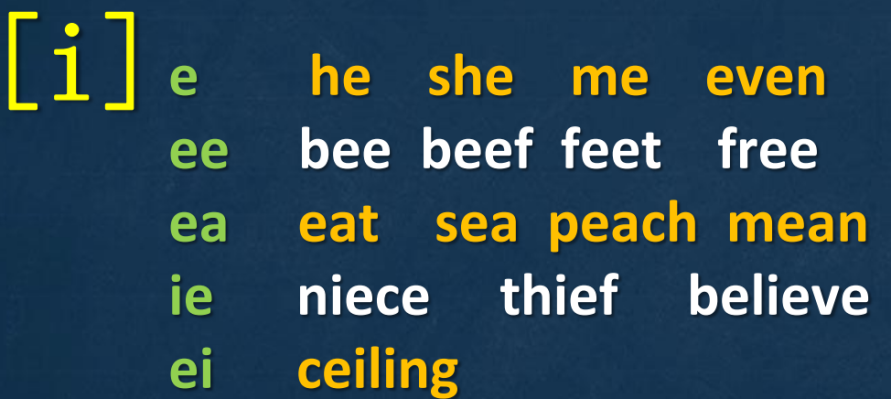 [i]
e he she me even
ee bee beef feet free
ea eat sea peach mean
ie niece thief believe
ei ceiling